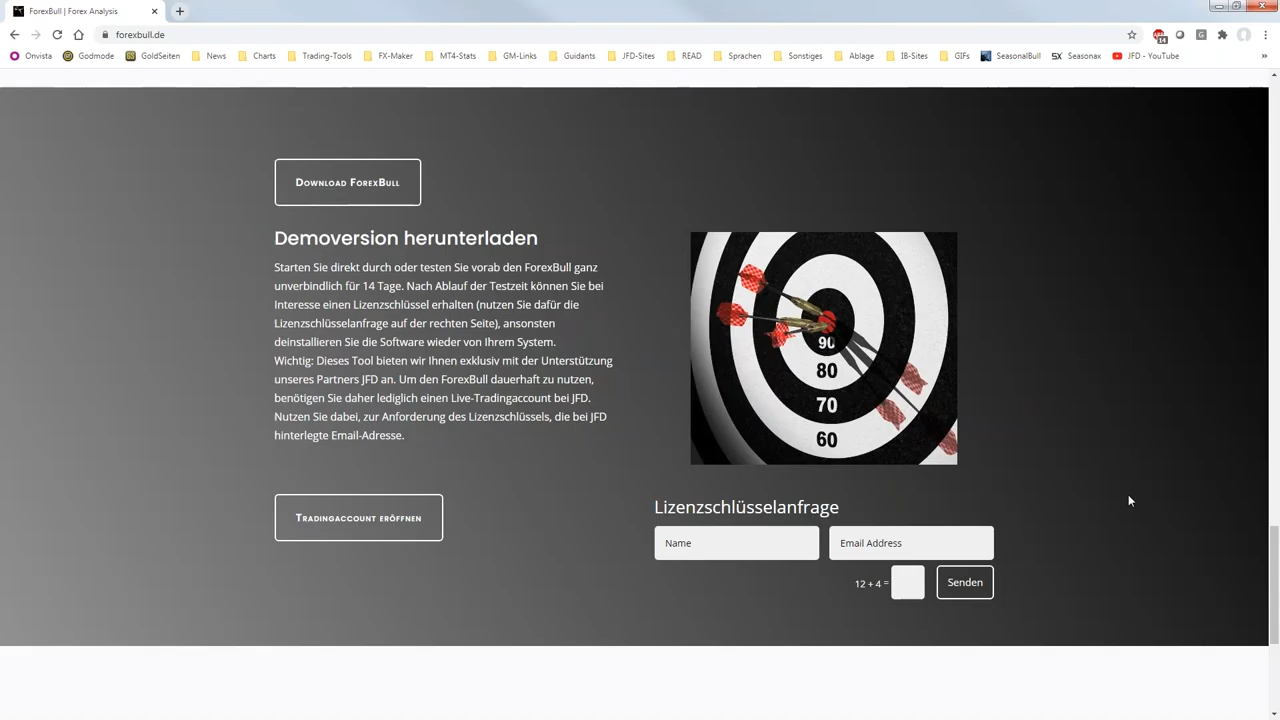 ForexBull | Forex Analysis
forexbull.de
Onvista Godmode GoldSeiten News Charts Trading-Tools FX-Maker MT4-Stats GM-Links Guidants JFD-Sites READ Sprachen Sonstiges Ablage IB-Sites GIFs SeasonalBull SX Seasonax JFD - YouTube »
Download ForexBull
Demoversion herunterladen
Starten Sie direkt durch oder testen Sie vorab den ForexBull ganz
unverbindlich für 14 Tage. Nach Ablauf der Testzeit können Sie bei
Interesse einen Lizenzschlüssel erhalten (nutzen Sie dafür die
Lizenzschlüsselanfrage auf der rechten Seite), ansonsten
deinstallieren Sie die Software wieder von Ihrem System.
Wichtig: Dieses Tool bieten wir Ihnen exklusiv mit der Unterstützung
unseres Partners JFD an. Um den ForexBull dauerhaft zu nutzen,
benötigen Sie daher lediglich einen Live-Tradingaccount bei JFD.
Nutzen Sie dabei, zur Anforderung des Lizenzschlüssels, die bei JFD
hinterlegte Email-Adresse.
Tradingaccount eröffnen
90
80
70
60
Lizenzschlüsselanfrage
Name
Email Address
12 + 4 =
Senden